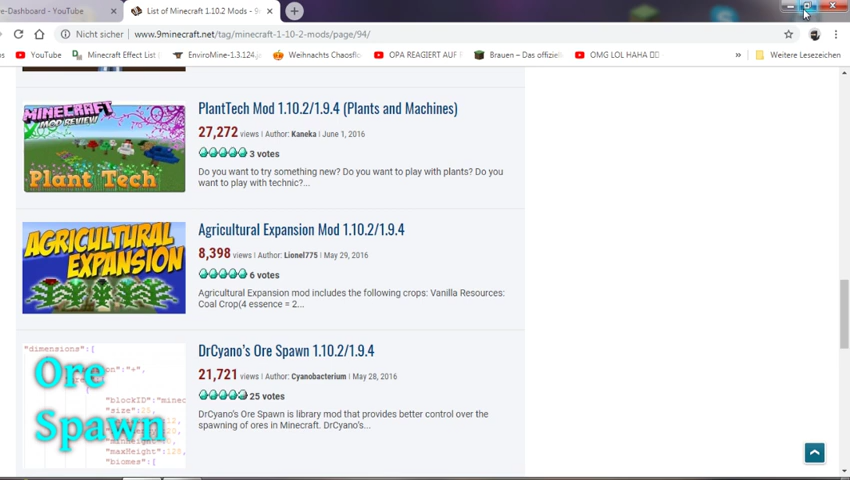 e-Dashboard - YouTube
List of Minecraft 1.10.2 Mods - 9
Nicht sicher
www.9minecraft.net/tag/minecraft-1-10-2-mods/page/94/
YouTube
Minecraft Effect List
EnviroMine-1.3.124.j
Weihnachts Chaosfl
OPA REAGIERT AUF
Brauen – Das offizie
OMG LOL HAHA
»
Weitere Lesezeichen
MINECRAFT
MOD REVIEW
Plant Tech
PlantTech Mod 1.10.2/1.9.4 (Plants and Machines)
27,272 views | Author: Kaneka | June 1, 2016
3 votes
Do you want to try something new? Do you want to play with plants? Do you
want to play with technic?...
AGRICULTURAL
EXPANSION
Agricultural Expansion Mod 1.10.2/1.9.4
8,398 views | Author: Lionel775 | May 29, 2016
6 votes
Agricultural Expansion mod includes the following crops: Vanilla Resources:
Coal Crop(4 essence = 2...
"dimensions":[
"blockID":"mine
"size":25,
"maxHeight":128,
"biomes":[
Ore
Spawn
DrCyano's Ore Spawn 1.10.2/1.9.4
21,721 views | Author: Cyanobacterium | May 28, 2016
25 votes
DrCyano's Ore Spawn is library mod that provides better control over the
spawning of ores in Minecraft. DrCyano's...